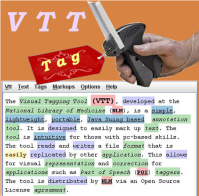 VTT
Tag
File Text Tags Markups Options Help
The Visual Tagging Tool (VTT), developed at the
National Library of Medicine (NLM), is a simple,
lightweight, portable, Java Swing based annotation
tool. It is designed to easily mark up text. The
tool is intuitive for those with pc-based skills.
The tool reads and writes a file format that is
easily replicated by other application. This allows
for visual representation and correction for
applications such as Part of Speech (POS) taggers.
The tool is distributed by NLM via an Open Source
License agreement.